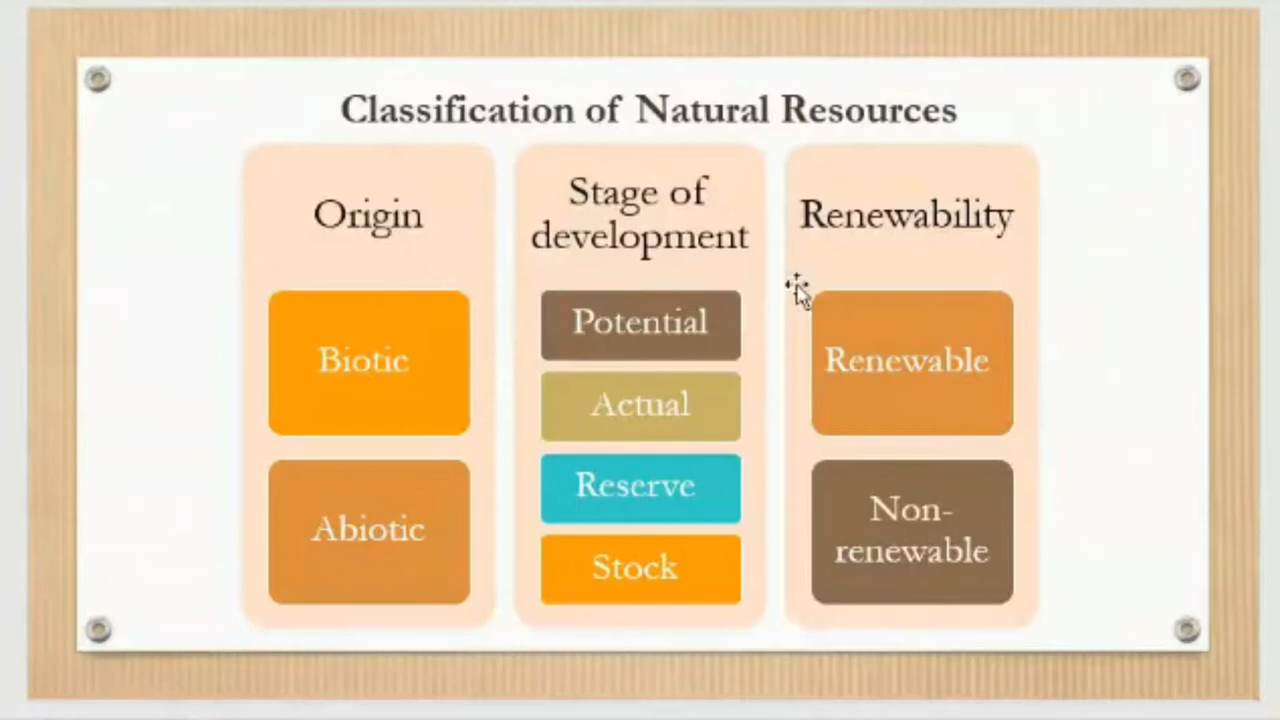 Classification of Natural Resources
Origin
Biotic
Abiotic
Stage of
development
Potential
Actual
Reserve
Stock
Renewability
Renewable
Non-
renewable